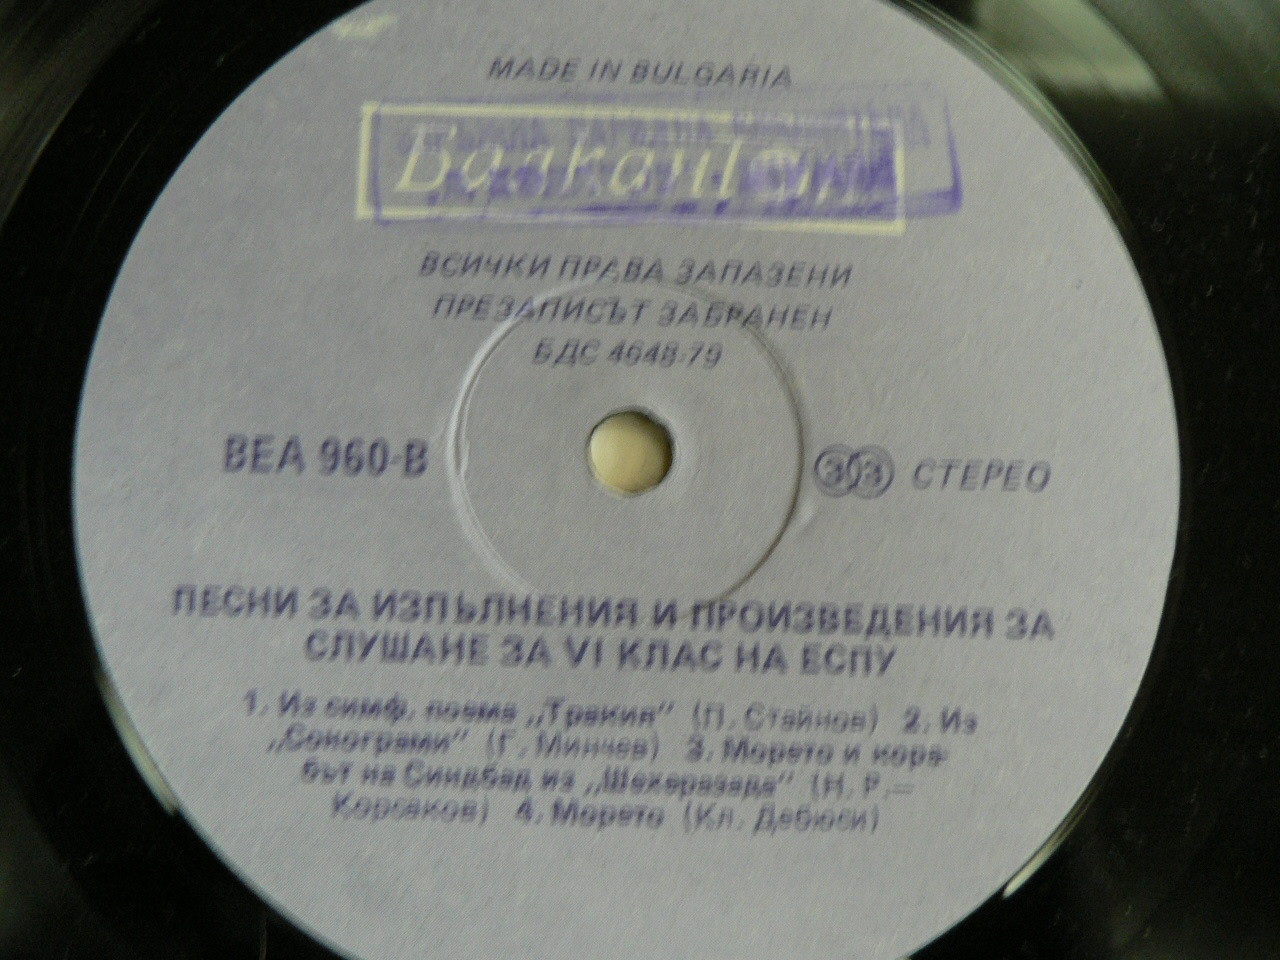 MADE IN BULGARIA
Балкантон
ВСИЧКИ ПРАВА ЗАПАЗЕНИ
ПРЕЗАПИСЪТ ЗАБРАНЕН
БДС 4648-79
ВЕА 960-В
33 СТЕРЕО
ПЕСНИ ЗА ИЗПЪЛНЕНИЯ И ПРОИЗВЕДЕНИЯ ЗА
СЛУШАНЕ ЗА VI КЛАС НА ЕСПУ
1. Из симф. поема „Тракия" (П. Стайнов) 2. Из
„Сонограми" (Г. Минчев) 3. Морето и кора-
бът на Синдбад из „Шехеразада" (Н. Р.—
Корсаков) 4. Морето (Кл. Дебюси)